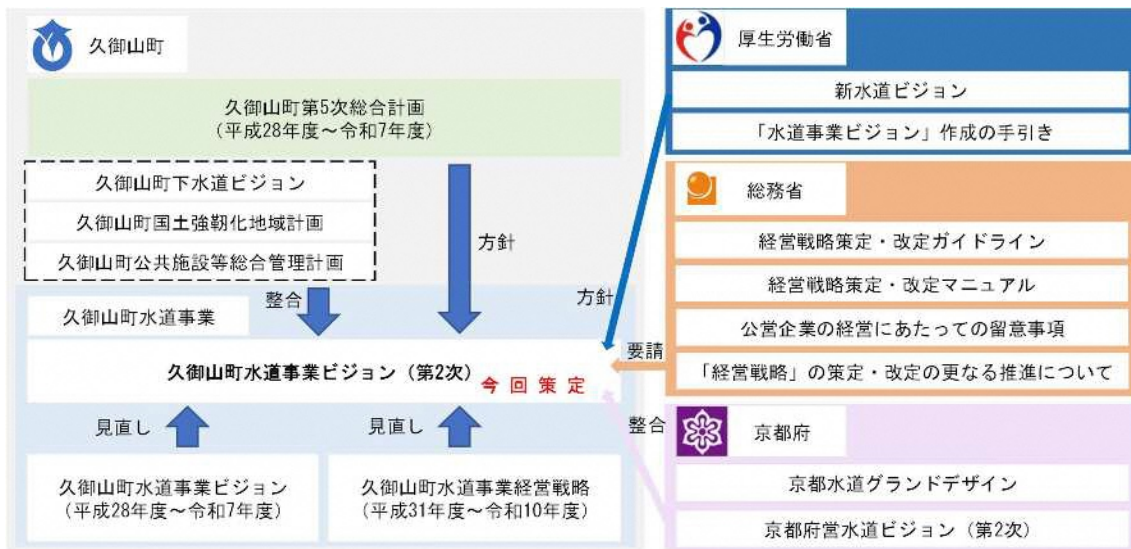 久御山町
久御山町第5次総合計画
（平成28年度～令和7年度）
久御山町下水道ビジョン
久御山町国土強靭化地域計画
久御山町公共施設等総合管理計画
整合
方針
方針
久御山町水道事業
久御山町水道事業ビジョン（第2次）
今回策定
見直し
見直し
久御山町水道事業ビジョン
（平成28年度～令和7年度）
久御山町水道事業経営戦略
（平成31年度～令和10年度）
厚生労働省
新水道ビジョン
「水道事業ビジョン」作成の手引き
総務省
経営戦略策定・改定ガイドライン
経営戦略策定・改定マニュアル
公営企業の経営にあたっての留意事項
「経営戦略」の策定・改定の更なる推進について
要請
整合
京都府
京都水道グランドデザイン
京都府営水道ビジョン（第2次）